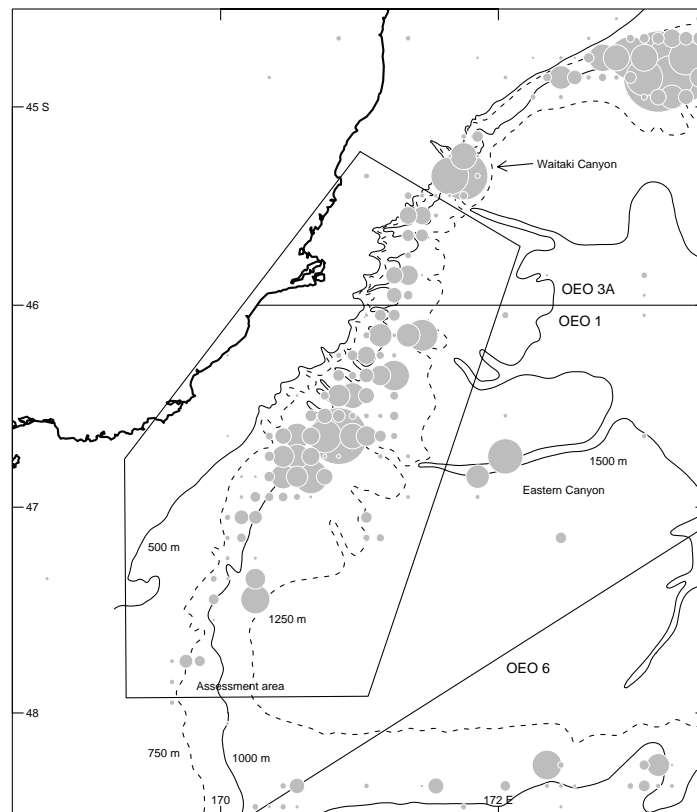 45 S
Waitaki Canyon
OEO 3A
46
OEO 1
1500 m
Eastern Canyon
47
500 m
1250 m
OEO 6
Assessment area
48
750 m
1000 m
170
172 E